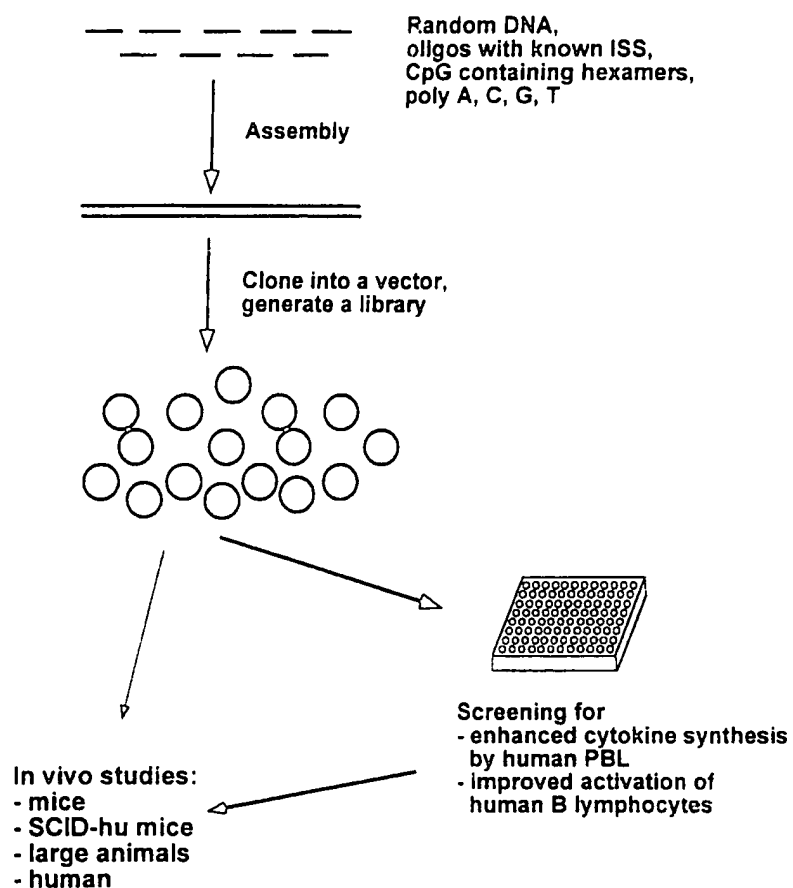 Random DNA,
oligos with known ISS,
CpG containing hexamers,
poly A, C, G, T
Assembly
Clone into a vector,
generate a library
Screening for
- enhanced cytokine synthesis
by human PBL
- improved activation of
human B lymphocytes
In vivo studies:
- mice
- SCID-hu mice
- large animals
- human